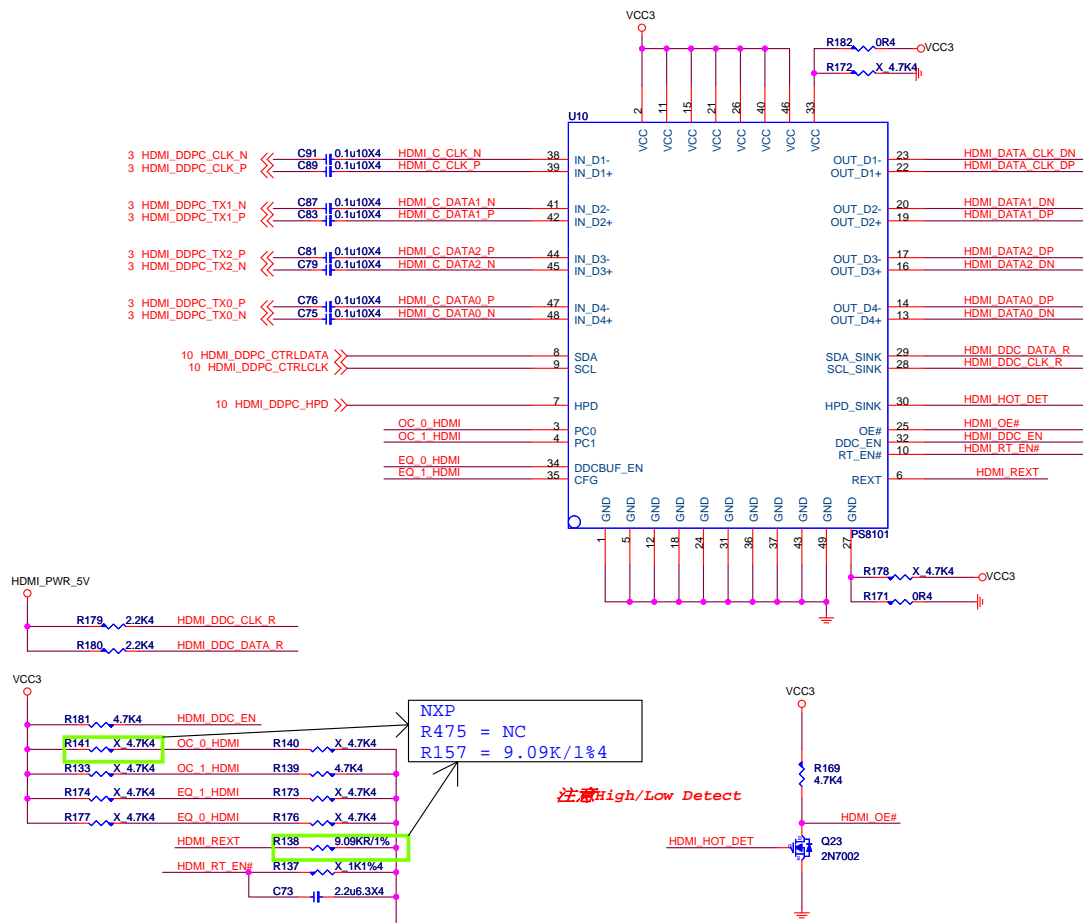 VCC3
R182 0R4 VCC3
R172 X_4.7K4
2 11 15 21 26 40 46 33
U10
VCC VCC VCC VCC VCC VCC VCC VCC
3 HDMI_DDPC_CLK_N C91 0.1u10X4 HDMI_C_CLK_N 38 IN_D1- OUT_D1- 23 HDMI_DATA_CLK_DN
3 HDMI_DDPC_CLK_P C89 0.1u10X4 HDMI_C_CLK_P 39 IN_D1+ OUT_D1+ 22 HDMI_DATA_CLK_DP
3 HDMI_DDPC_TX1_N C87 0.1u10X4 HDMI_C_DATA1_N 41 IN_D2- OUT_D2- 20 HDMI_DATA1_DN
3 HDMI_DDPC_TX1_P C83 0.1u10X4 HDMI_C_DATA1_P 42 IN_D2+ OUT_D2+ 19 HDMI_DATA1_DP
3 HDMI_DDPC_TX2_P C81 0.1u10X4 HDMI_C_DATA2_P 44 IN_D3- OUT_D3- 17 HDMI_DATA2_DP
3 HDMI_DDPC_TX2_N C79 0.1u10X4 HDMI_C_DATA2_N 45 IN_D3+ OUT_D3+ 16 HDMI_DATA2_DN
3 HDMI_DDPC_TX0_P C76 0.1u10X4 HDMI_C_DATA0_P 47 IN_D4- OUT_D4- 14 HDMI_DATA0_DP
3 HDMI_DDPC_TX0_N C75 0.1u10X4 HDMI_C_DATA0_N 48 IN_D4+ OUT_D4+ 13 HDMI_DATA0_DN
10 HDMI_DDPC_CTRLDATA 8 SDA SDA_SINK 29 HDMI_DDC_DATA_R
10 HDMI_DDPC_CTRLCLK 9 SCL SCL_SINK 28 HDMI_DDC_CLK_R
10 HDMI_DDPC_HPD 7 HPD HPD_SINK 30 HDMI_HOT_DET
OC_0_HDMI 3 PC0 OE# 25 HDMI_OE#
OC_1_HDMI 4 PC1 DDC_EN 32 HDMI_DDC_EN
RT_EN# 10 HDMI_RT_EN#
EQ_0_HDMI 34 DDCBUF_EN
EQ_1_HDMI 35 CFG REXT 6 HDMI_REXT
GND GND GND GND GND GND GND GND GND GND GND
PS8101
1 5 12 18 24 31 36 37 43 49 27
R178 X_4.7K4 VCC3
R171 0R4
HDMI_PWR_5V
R179 2.2K4 HDMI_DDC_CLK_R
R180 2.2K4 HDMI_DDC_DATA_R
VCC3
R181 4.7K4 HDMI_DDC_EN
R141 X_4.7K4 OC_0_HDMI R140 X_4.7K4
R133 X_4.7K4 OC_1_HDMI R139 4.7K4
R174 X_4.7K4 EQ_1_HDMI R173 X_4.7K4
R177 X_4.7K4 EQ_0_HDMI R176 X_4.7K4
HDMI_REXT R138 9.09KR/1%
HDMI_RT_EN# R137 X_1K1%4
C73 2.2u6.3X4
NXP
R475 = NC
R157 = 9.09K/1%4
注意High/Low Detect
VCC3
R169
4.7K4
HDMI_OE#
HDMI_HOT_DET
Q23
2N7002